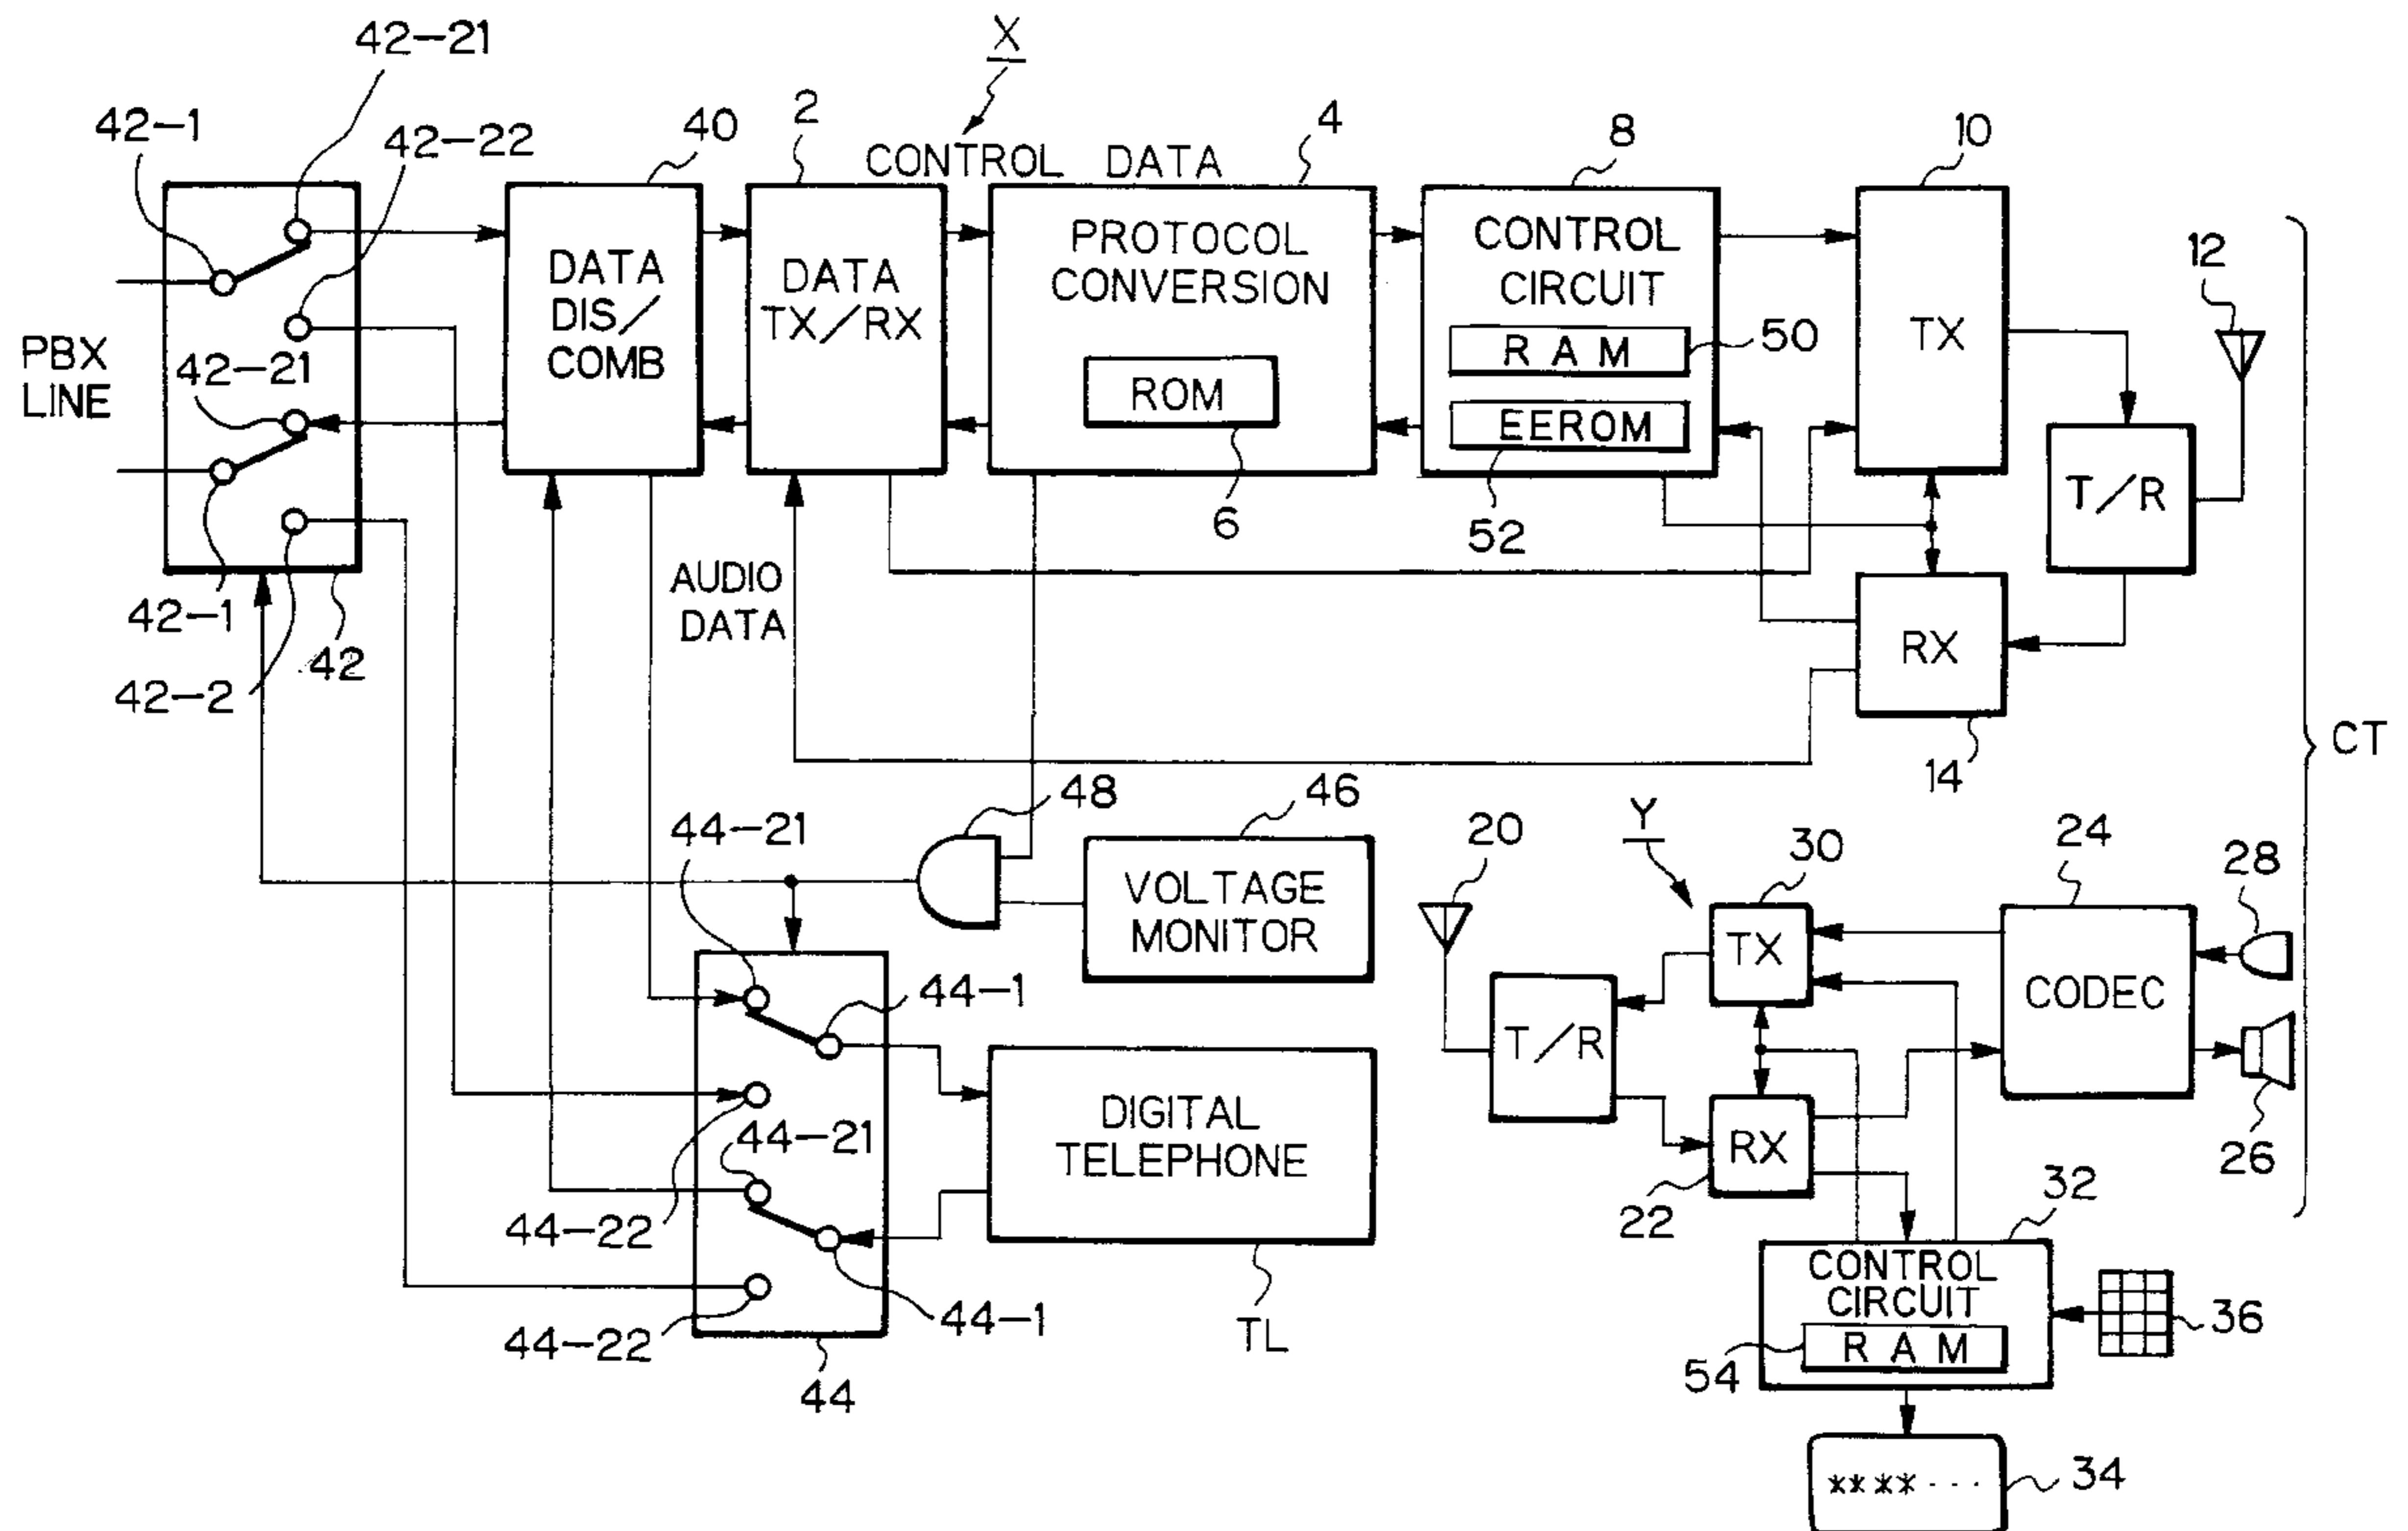 X
42-21
42-1
42-22
40
2
CONTROL DATA
4
8
10
12
PBX
LINE
42-21
42-1
42-2
42
DATA
DIS/
COMB
DATA
TX/RX
PROTOCOL
CONVERSION
ROM
6
CONTROL
CIRCUIT
RAM
50
EEROM
52
TX
T/R
RX
14
AUDIO
DATA
CT
48
46
VOLTAGE
MONITOR
44-21
44-1
44-22
44-21
44-1
44-22
44
DIGITAL
TELEPHONE
TL
Y
20
30
24
28
TX
T/R
CODEC
RX
22
26
32
CONTROL
CIRCUIT
RAM
54
36
**** ---
34